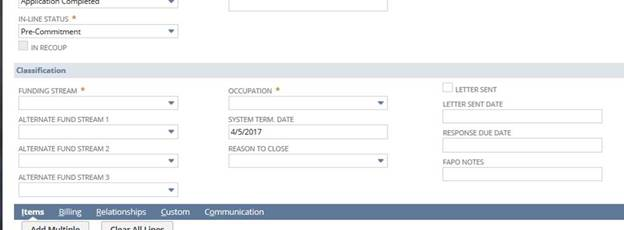 Application Completed
IN-LINE STATUS *
Pre-Commitment
IN RECOUP
Classification
FUNDING STREAM *
ALTERNATE FUND STREAM 1
ALTERNATE FUND STREAM 2
ALTERNATE FUND STREAM 3
OCCUPATION *
SYSTEM TERM. DATE
4/5/2017
REASON TO CLOSE
LETTER SENT
LETTER SENT DATE
RESPONSE DUE DATE
FAPO NOTES
Items Billing Relationships Custom Communication
Add Multiple Clear All Lines